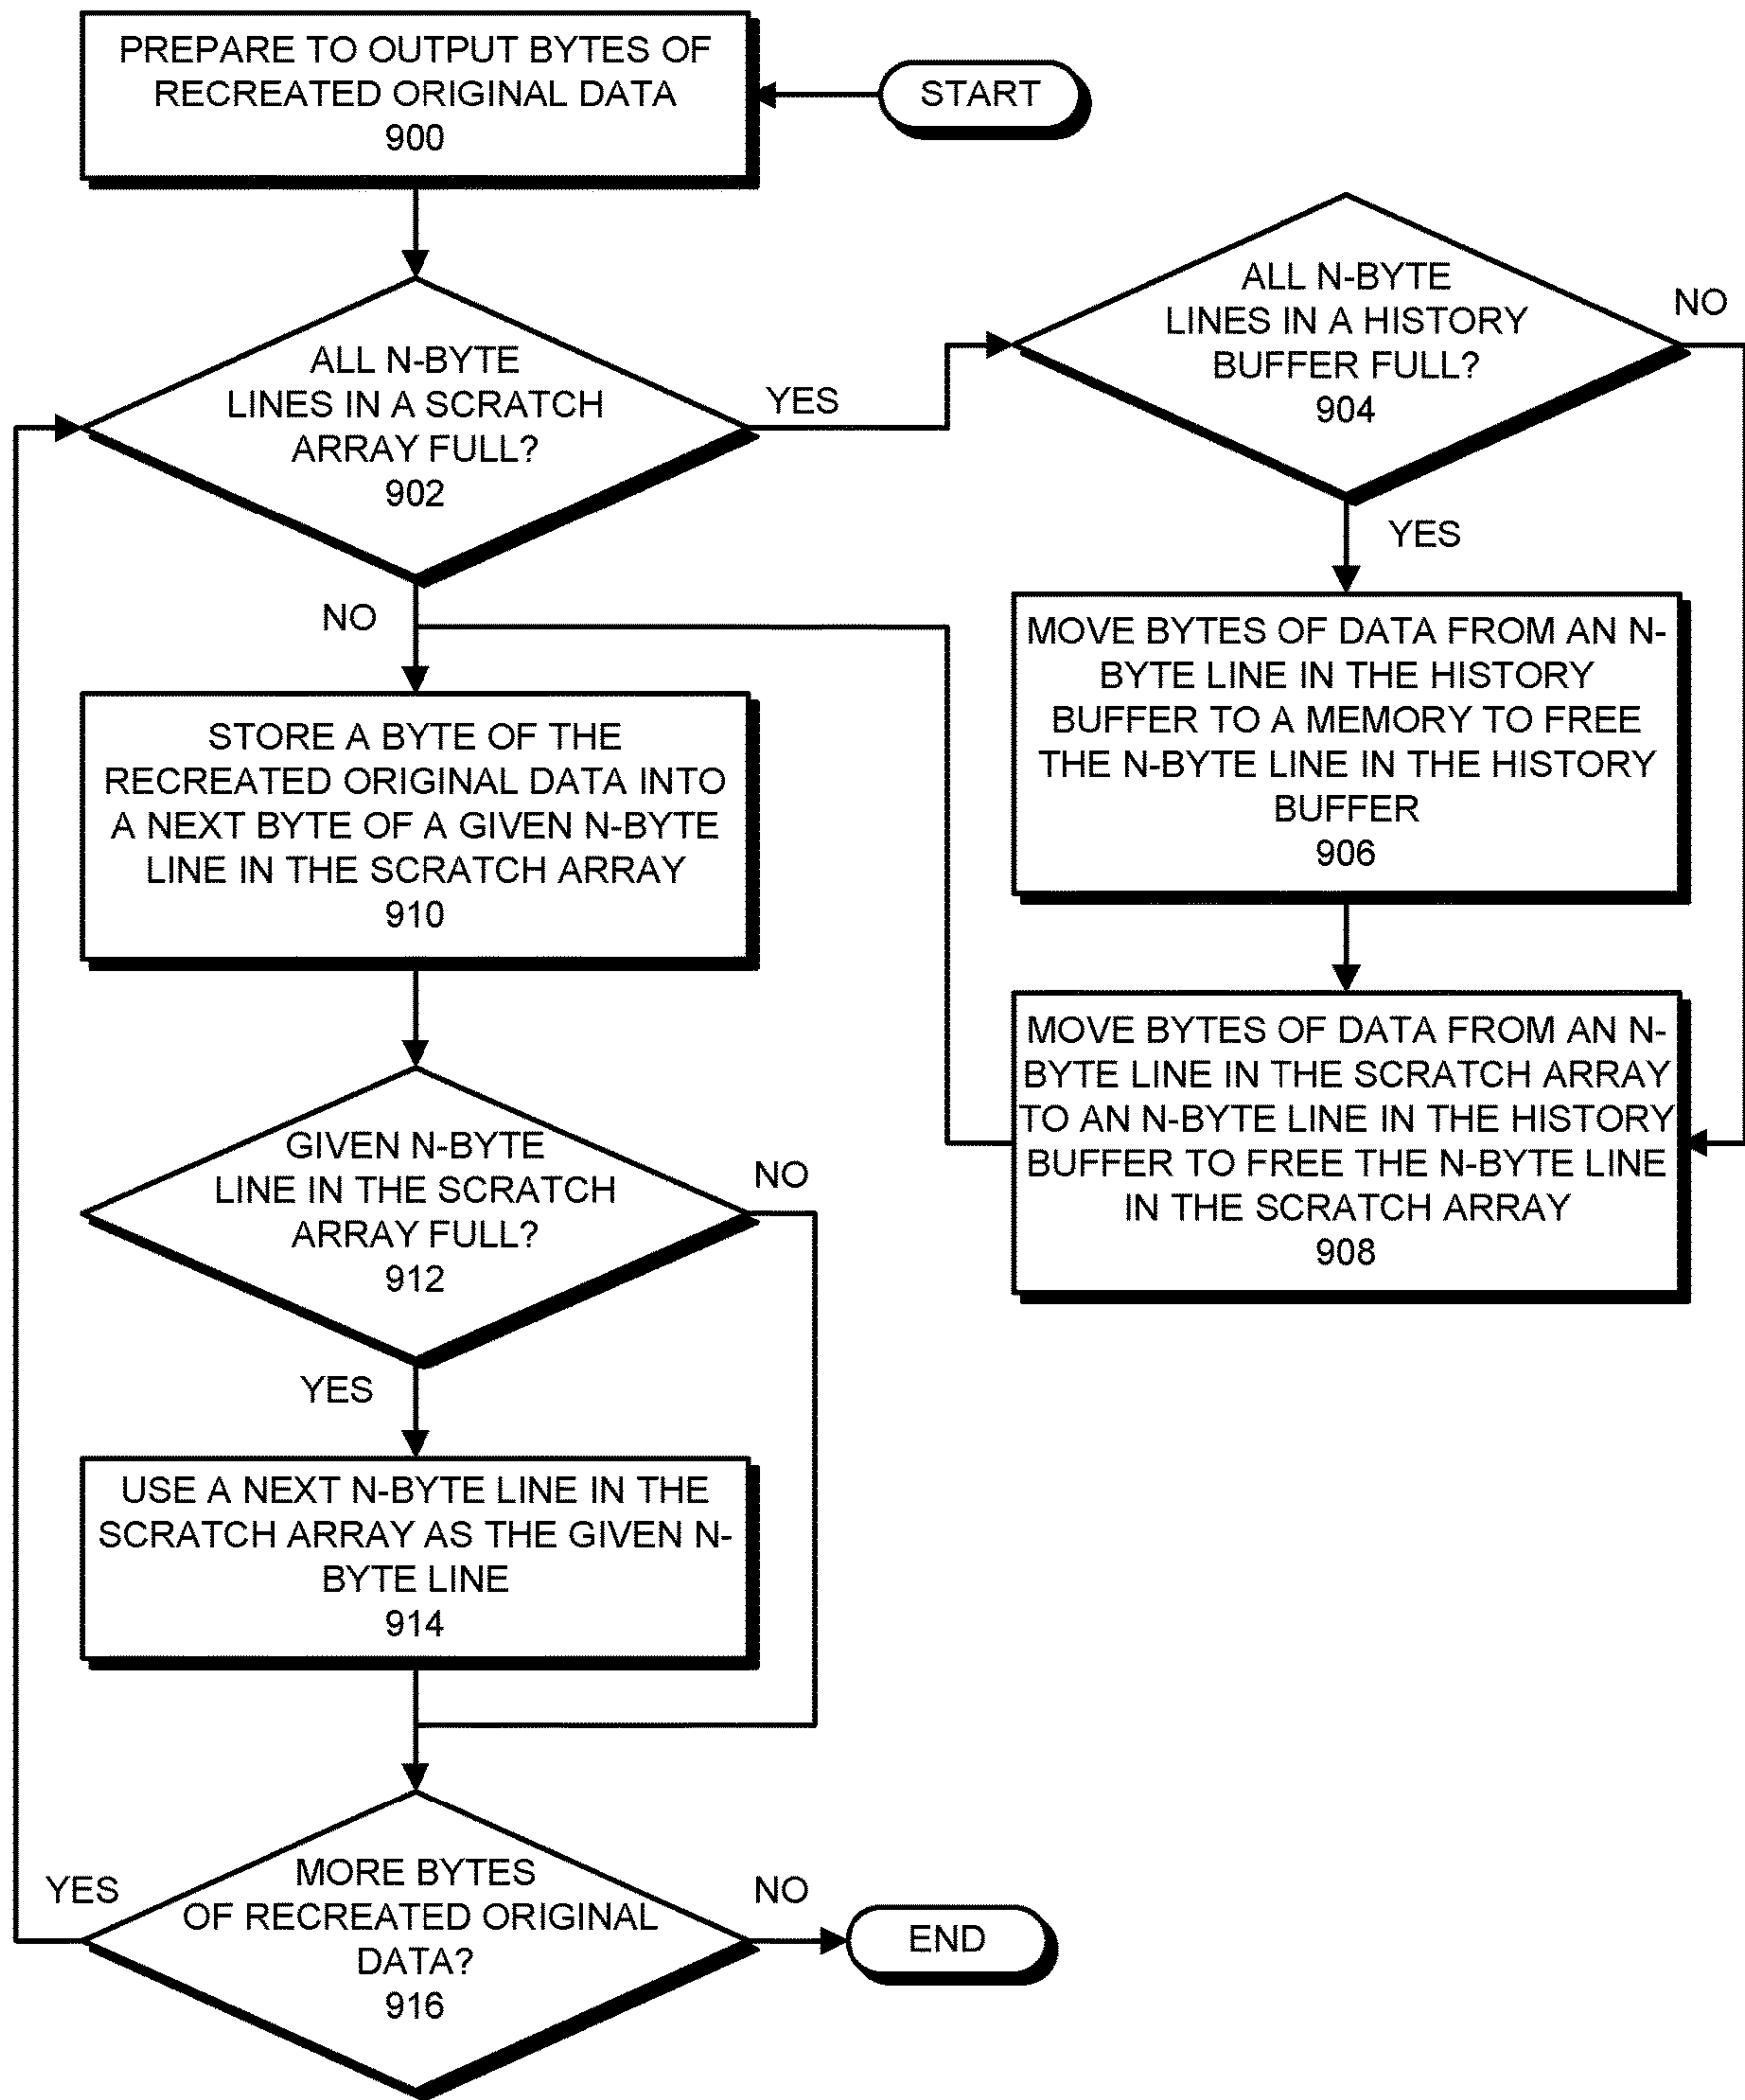 PREPARE TO OUTPUT BYTES OF
RECREATED ORIGINAL DATA
900
START
ALL N-BYTE
LINES IN A SCRATCH
ARRAY FULL?
902
YES
NO
ALL N-BYTE
LINES IN A HISTORY
BUFFER FULL?
904
NO
YES
MOVE BYTES OF DATA FROM AN N-
BYTE LINE IN THE HISTORY
BUFFER TO A MEMORY TO FREE
THE N-BYTE LINE IN THE HISTORY
BUFFER
906
MOVE BYTES OF DATA FROM AN N-
BYTE LINE IN THE SCRATCH ARRAY
TO AN N-BYTE LINE IN THE HISTORY
BUFFER TO FREE THE N-BYTE LINE
IN THE SCRATCH ARRAY
908
STORE A BYTE OF THE
RECREATED ORIGINAL DATA INTO
A NEXT BYTE OF A GIVEN N-BYTE
LINE IN THE SCRATCH ARRAY
910
GIVEN N-BYTE
LINE IN THE SCRATCH
ARRAY FULL?
912
NO
YES
USE A NEXT N-BYTE LINE IN THE
SCRATCH ARRAY AS THE GIVEN N-
BYTE LINE
914
MORE BYTES
OF RECREATED ORIGINAL
DATA?
916
YES
NO
END